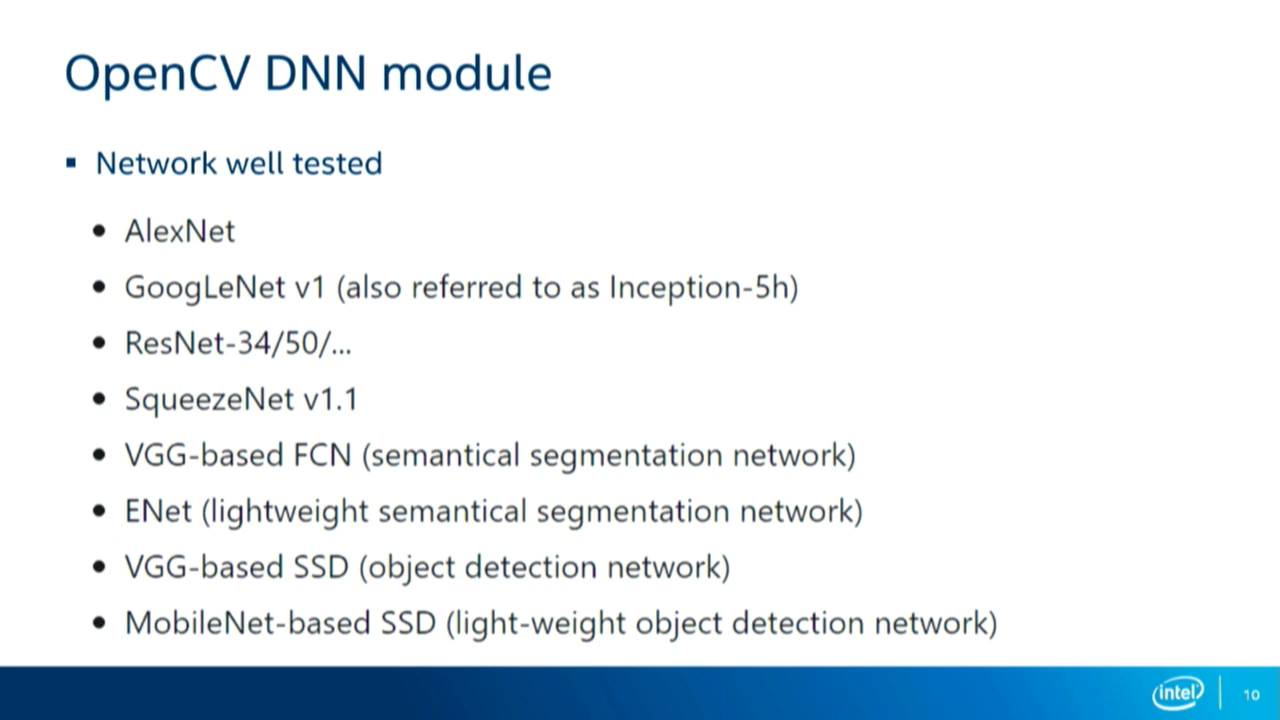 OpenCV DNN module
▪ Network well tested
• AlexNet
• GoogLeNet v1 (also referred to as Inception-5h)
• ResNet-34/50/...
• SqueezeNet v1.1
• VGG-based FCN (semantical segmentation network)
• ENet (lightweight semantical segmentation network)
• VGG-based SSD (object detection network)
• MobileNet-based SSD (light-weight object detection network)
intel 10